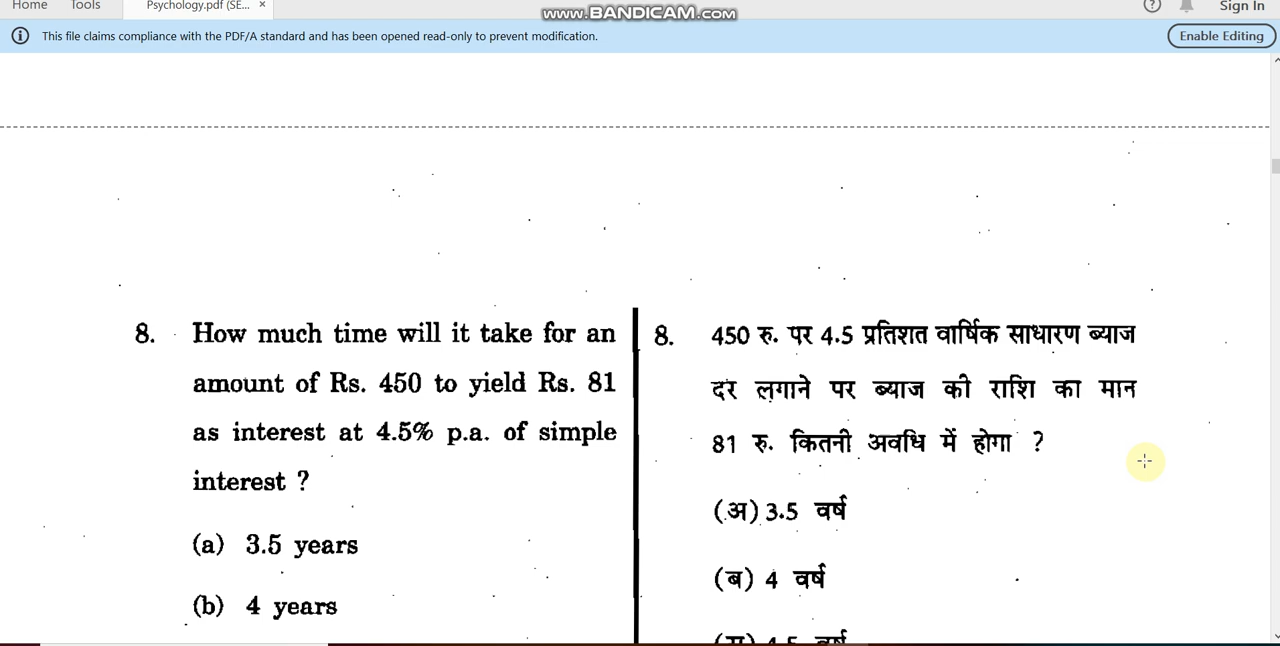 Home Tools Psychology.pdf (SE... × Sign In
www.BANDICAM.com
This file claims compliance with the PDF/A standard and has been opened read-only to prevent modification.
Enable Editing
8. How much time will it take for an
amount of Rs. 450 to yield Rs. 81
as interest at 4.5% p.a. of simple
interest ?
(a) 3.5 years
(b) 4 years
8. 450 रु. पर 4.5 प्रतिशत वार्षिक साधारण ब्याज
दर लगाने पर ब्याज की राशि का मान
81 रु. कितनी अवधि में होगा ?
(अ) 3.5 वर्ष
(ब) 4 वर्ष